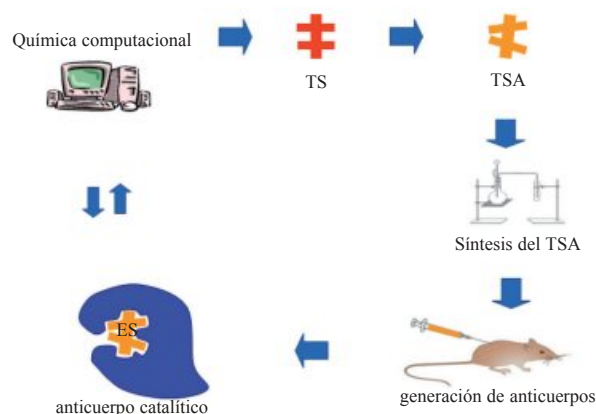 Química computacional
TS
TSA
Síntesis del TSA
generación de anticuerpos
ES
anticuerpo catalítico